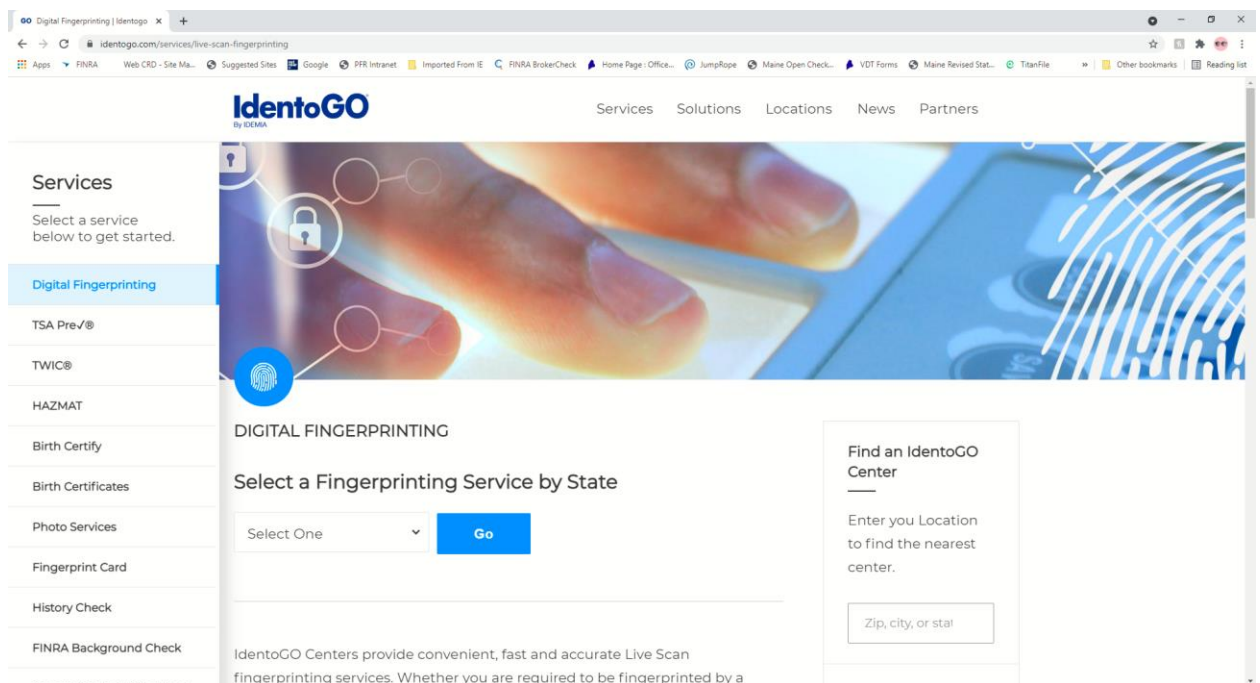 GO Digital Fingerprinting | Identogo × +
identogo.com/services/live-scan-fingerprinting
Apps FINRA Web CRD - Site Ma... Suggested Sites Google PFR Intranet Imported From IE FINRA BrokerCheck Home Page : Office... JumpRope Maine Open Check... VDT Forms Maine Revised Stat... TitanFile » Other bookmarks Reading list
IdentoGO
By IDEMIA
Services Solutions Locations News Partners
Services
Select a service
below to get started.
Digital Fingerprinting
TSA Pre✓®
TWIC®
HAZMAT
Birth Certify
Birth Certificates
Photo Services
Fingerprint Card
History Check
FINRA Background Check
DIGITAL FINGERPRINTING
Select a Fingerprinting Service by State
Select One Go
IdentoGO Centers provide convenient, fast and accurate Live Scan
fingerprinting services. Whether you are required to be fingerprinted by a
Find an IdentoGO
Center
Enter you Location
to find the nearest
center.
Zip, city, or stat